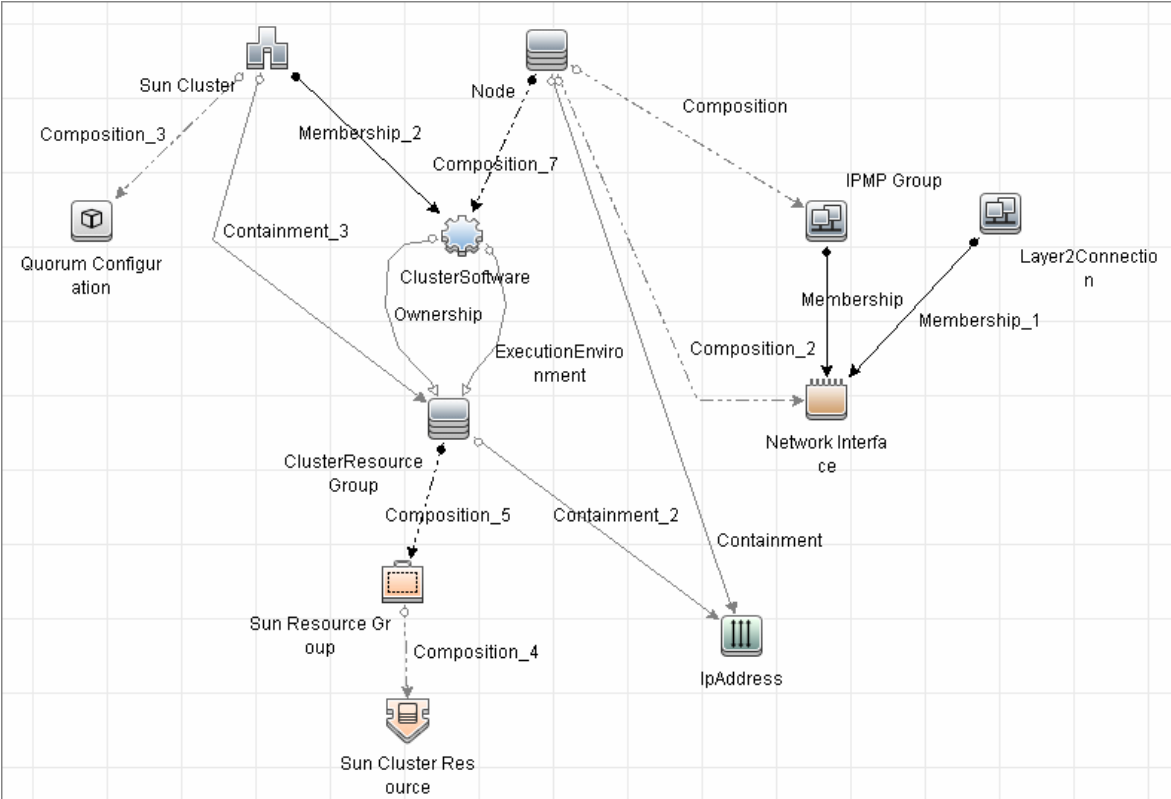 Sun Cluster
Node
Composition
Composition_3
Membership_2
Composition_7
IPMP Group
Containment_3
Quorum Configur
ation
ClusterSoftware
Layer2Connectio
n
Membership
Ownership
Membership_1
Composition_2
ExecutionEnviro
nment
Network Interfa
ce
ClusterResource
Group
Composition_5
Containment_2
Containment
Sun Resource Gr
oup
Composition_4
IpAddress
Sun Cluster Res
ource